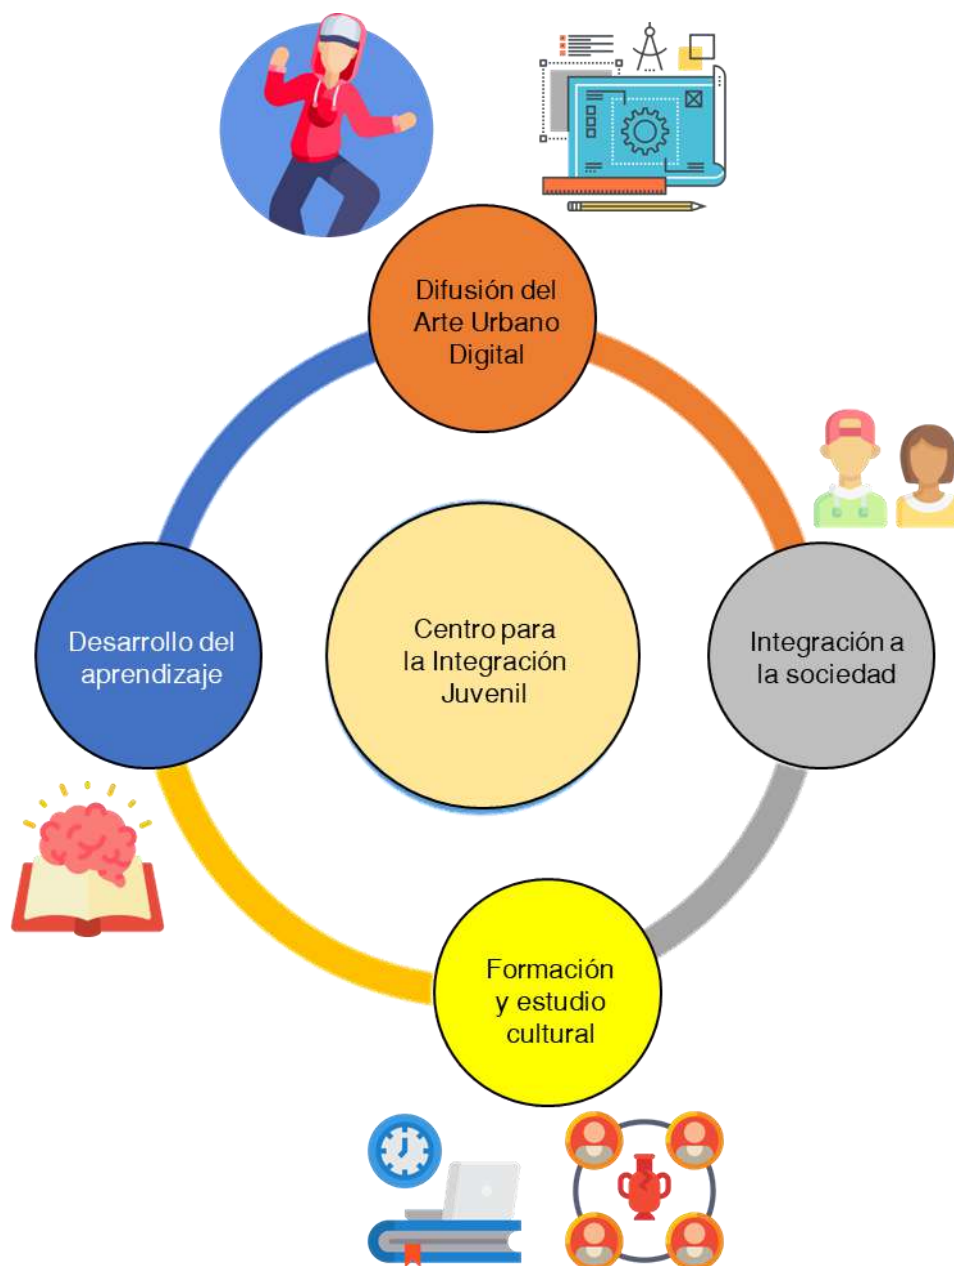 Difusión del
Arte Urbano
Digital
Desarrollo del
aprendizaje
Centro para
la Integración
Juvenil
Integración a
la sociedad
Formación
y estudio
cultural